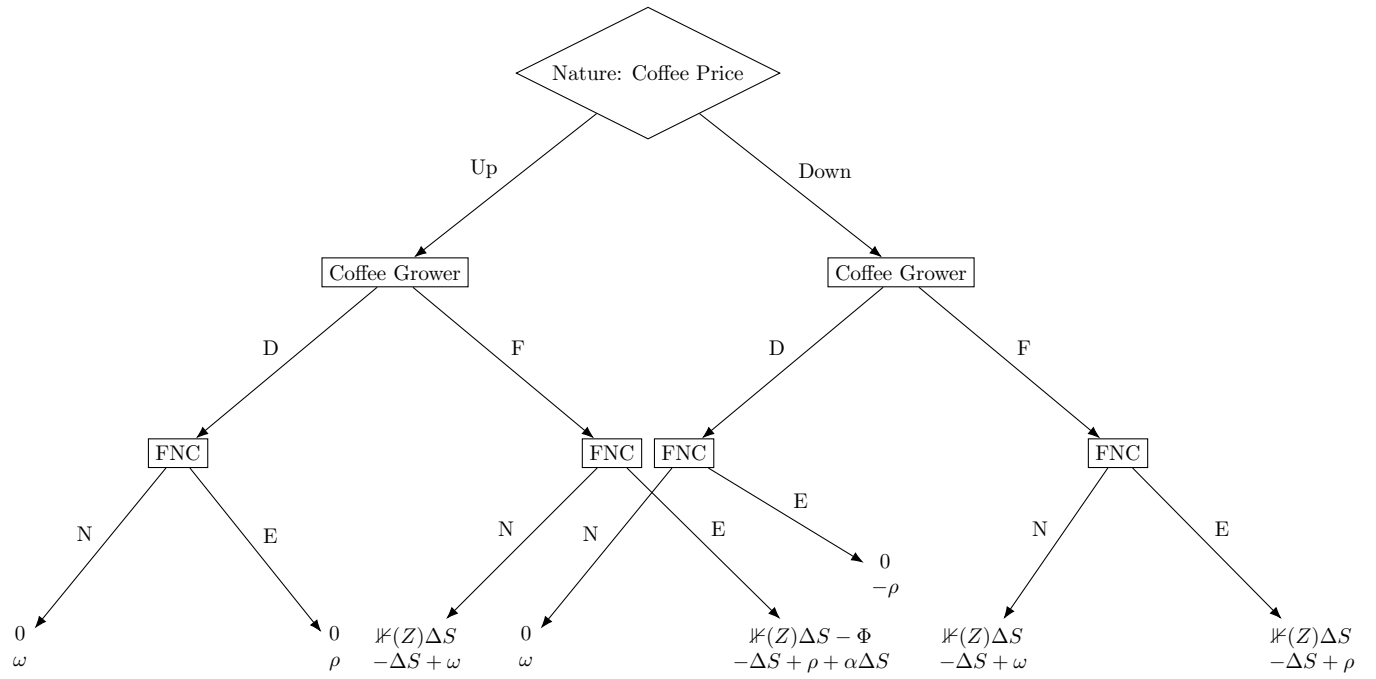 Nature: Coffee Price
Up
Down
Coffee Grower
Coffee Grower
D
F
D
F
FNC
FNC
FNC
FNC
N
E
N
E
N
E
N
E
0
-ρ
0
ω
0
ρ
⊮(Z)ΔS
-ΔS + ω
0
ω
⊮(Z)ΔS - Φ
-ΔS + ρ + αΔS
⊮(Z)ΔS
-ΔS + ω
⊮(Z)ΔS
-ΔS + ρ